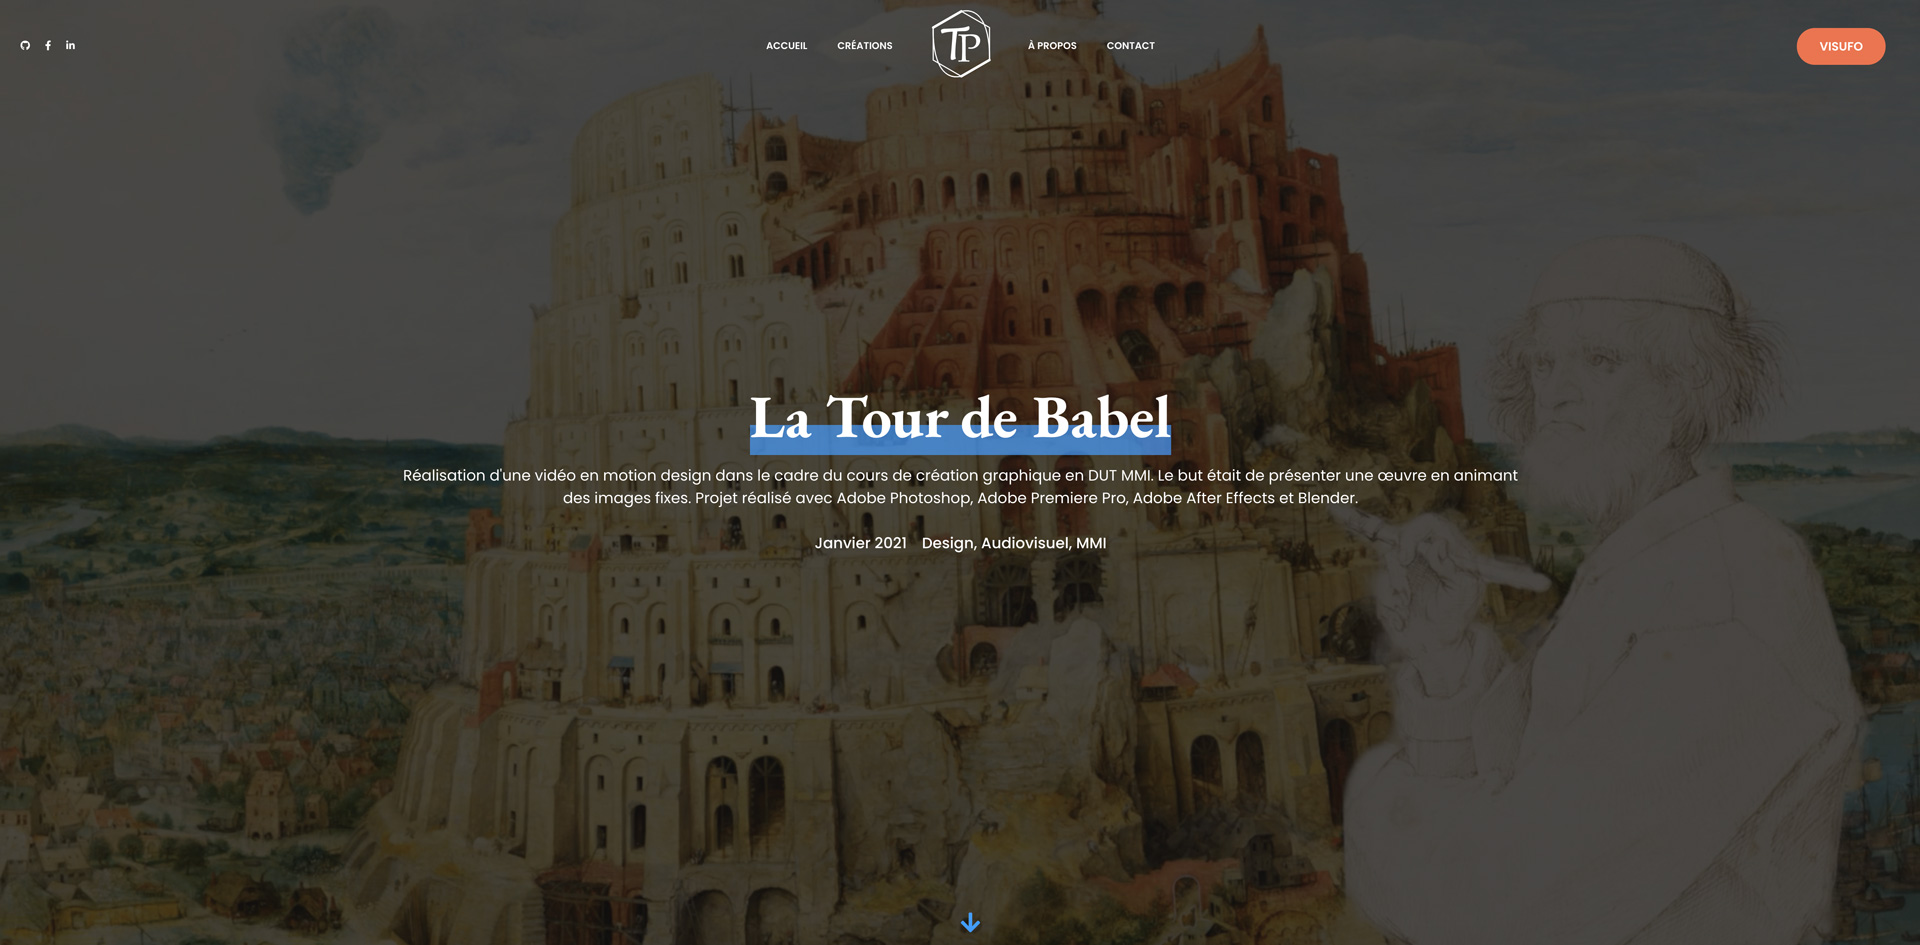 ACCUEIL
CRÉATIONS
TP
À PROPOS
CONTACT
VISUFO
La Tour de Babel
Réalisation d'une vidéo en motion design dans le cadre du cours de création graphique en DUT MMI. Le but était de présenter une œuvre en animant
des images fixes. Projet réalisé avec Adobe Photoshop, Adobe Premiere Pro, Adobe After Effects et Blender.
Janvier 2021 Design, Audiovisuel, MMI